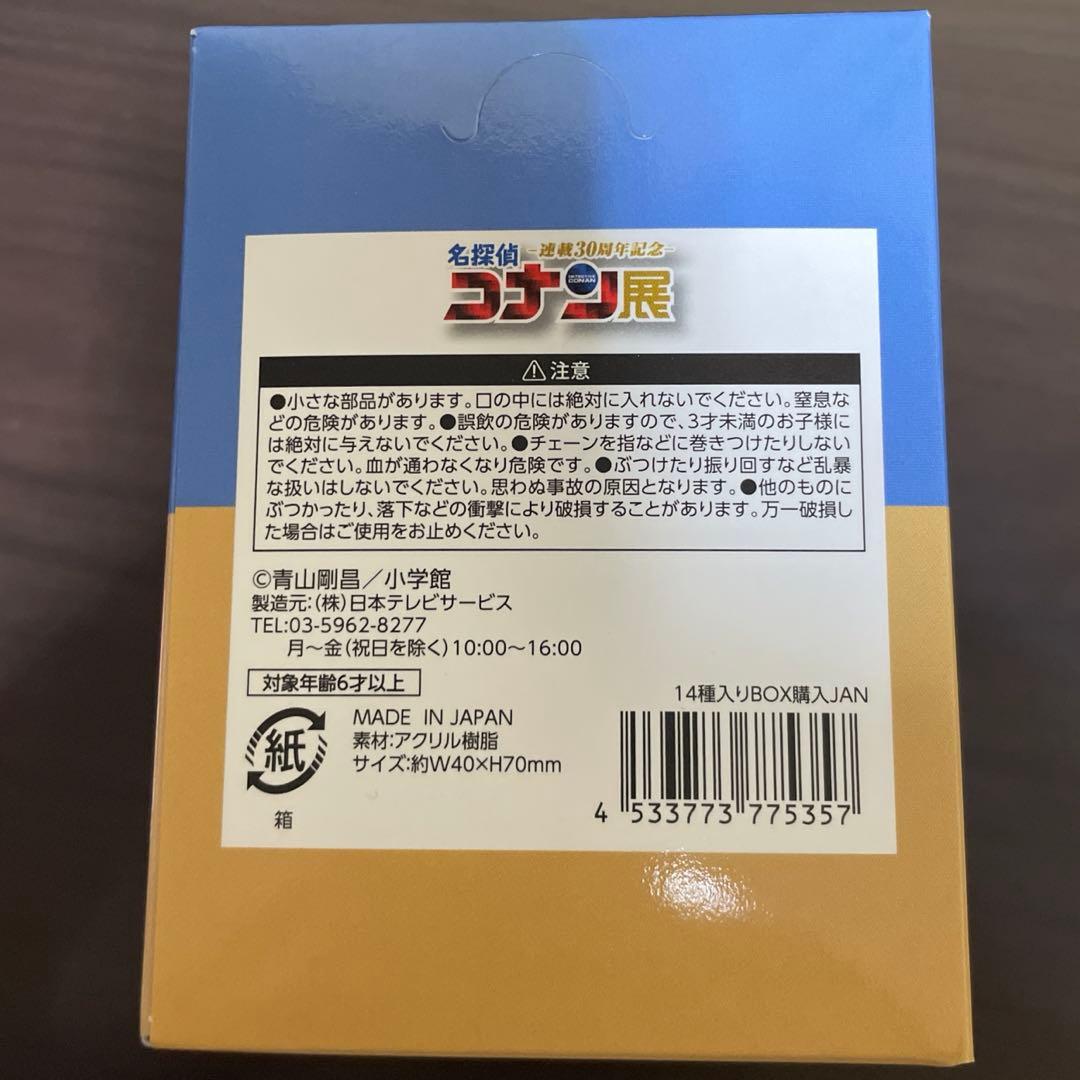 -連載30周年記念-
名探偵
コナン展
DETECTIVE CONAN
⚠注意
●小さな部品があります。口の中には絶対に入れないでください。窒息な
どの危険があります。●誤飲の危険がありますので、3才未満のお子様に
は絶対に与えないでください。●チェーンを指などに巻きつけたりしない
でください。血が通わなくなり危険です。●ぶつけたり振り回すなど乱暴
な扱いはしないでください。思わぬ事故の原因となります。●他のものに
ぶつかったり、落下などの衝撃により破損することがあります。万一破損し
た場合はご使用をお止めください。
©青山剛昌/小学館
製造元:(株)日本テレビサービス
TEL:03-5962-8277
月〜金(祝日を除く)10:00〜16:00
対象年齢6才以上
紙
箱
MADE IN JAPAN
素材:アクリル樹脂
サイズ:約W40×H70mm
14種入りBOX購入JAN
4 533773 775357